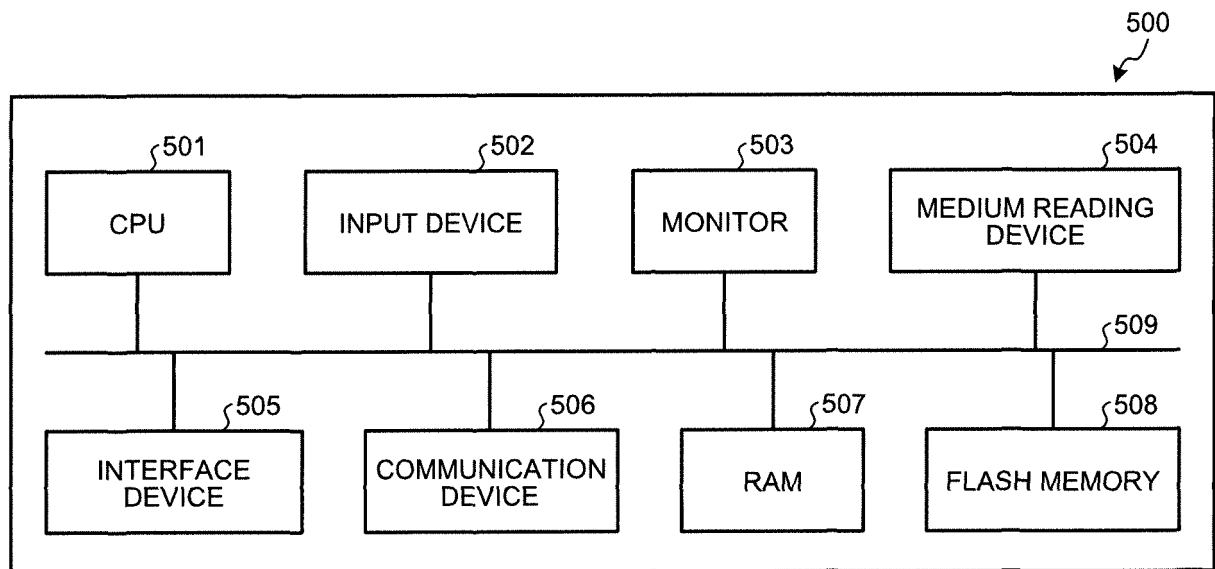 500
501
502
503
504
CPU
INPUT DEVICE
MONITOR
MEDIUM READING
DEVICE
509
505
506
507
508
INTERFACE
DEVICE
COMMUNICATION
DEVICE
RAM
FLASH MEMORY